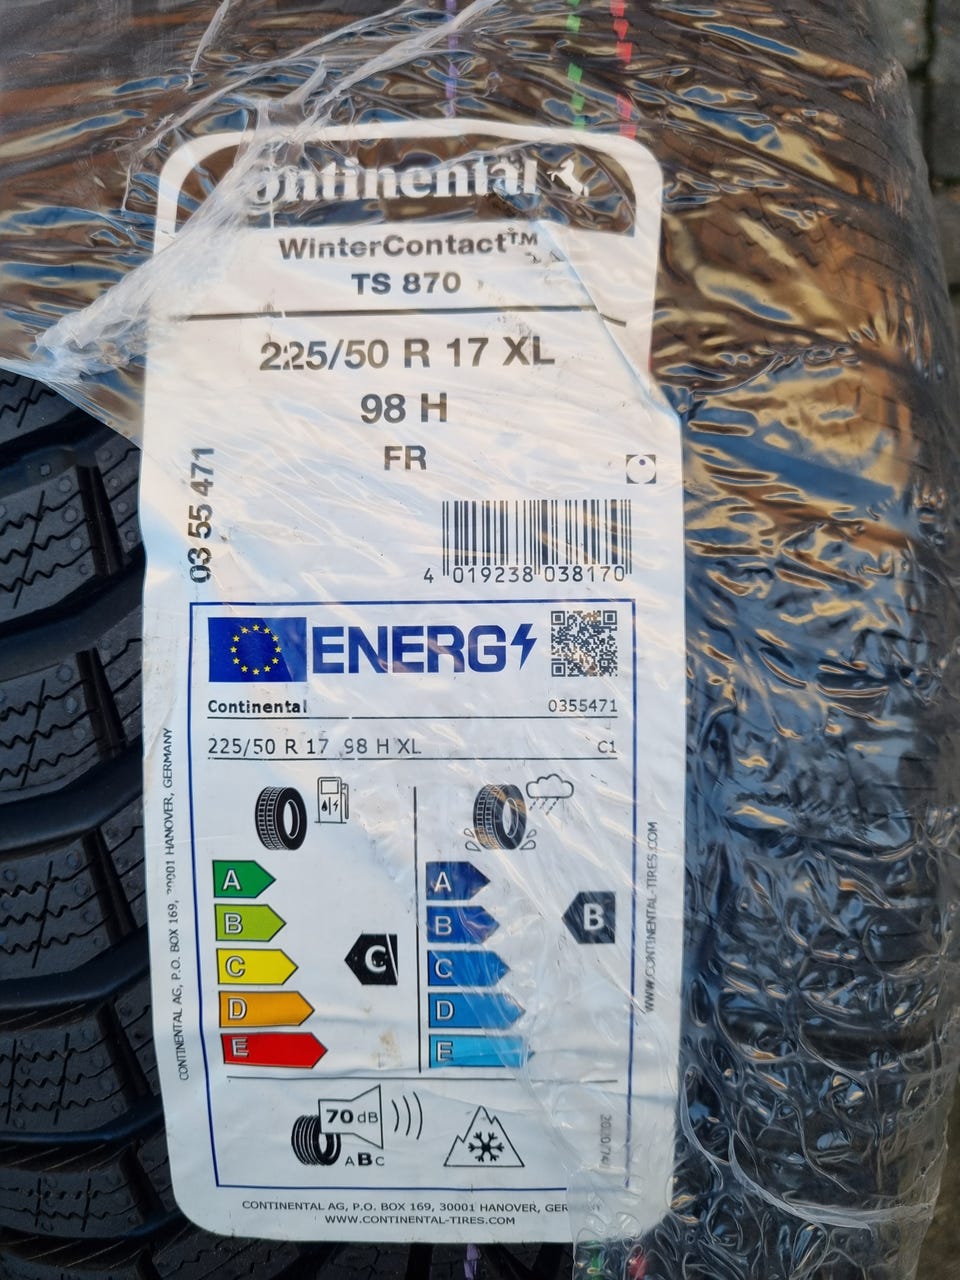 Continental
WinterContact™
TS 870
225/50 R 17 XL
98 H
FR
03 55 471
4 019238 038170
ENERG
Continental 0355471
225/50 R 17 98 H XL C1
A A
B B B
C C C
D D
E E
70 dB
ABC
2020/740
CONTINENTAL AG, P.O. BOX 169, 30001 HANOVER, GERMANY
WWW.CONTINENTAL-TIRES.COM
CONTINENTAL AG, P.O. BOX 169, 30001 HANOVER,
WWW.CONTINENTAL-TIRES.COM